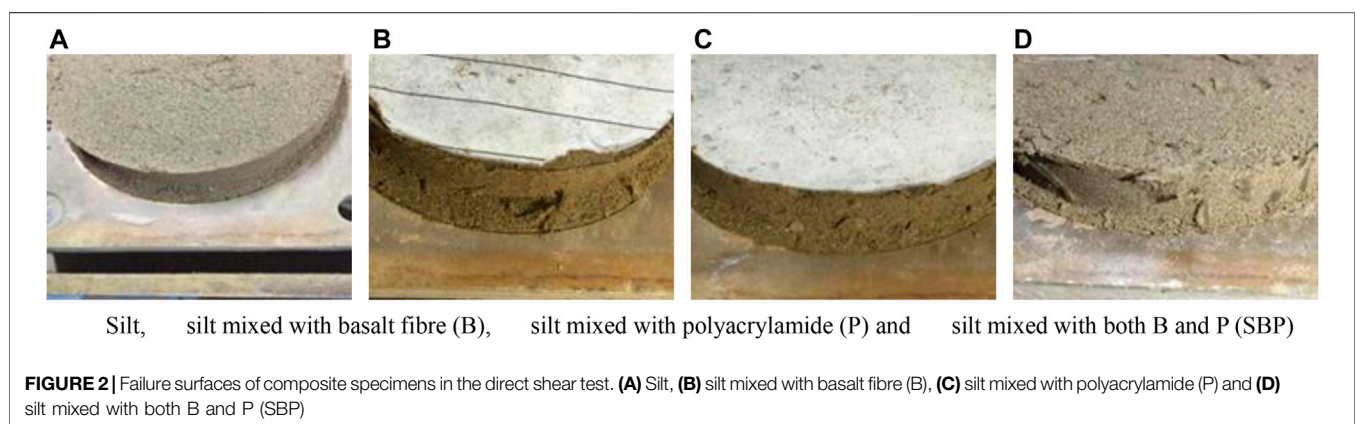 A B C D
Silt, silt mixed with basalt fibre (B), silt mixed with polyacrylamide (P) and silt mixed with both B and P (SBP)
FIGURE 2 | Failure surfaces of composite specimens in the direct shear test. (A) Silt, (B) silt mixed with basalt fibre (B), (C) silt mixed with polyacrylamide (P) and (D)
silt mixed with both B and P (SBP)